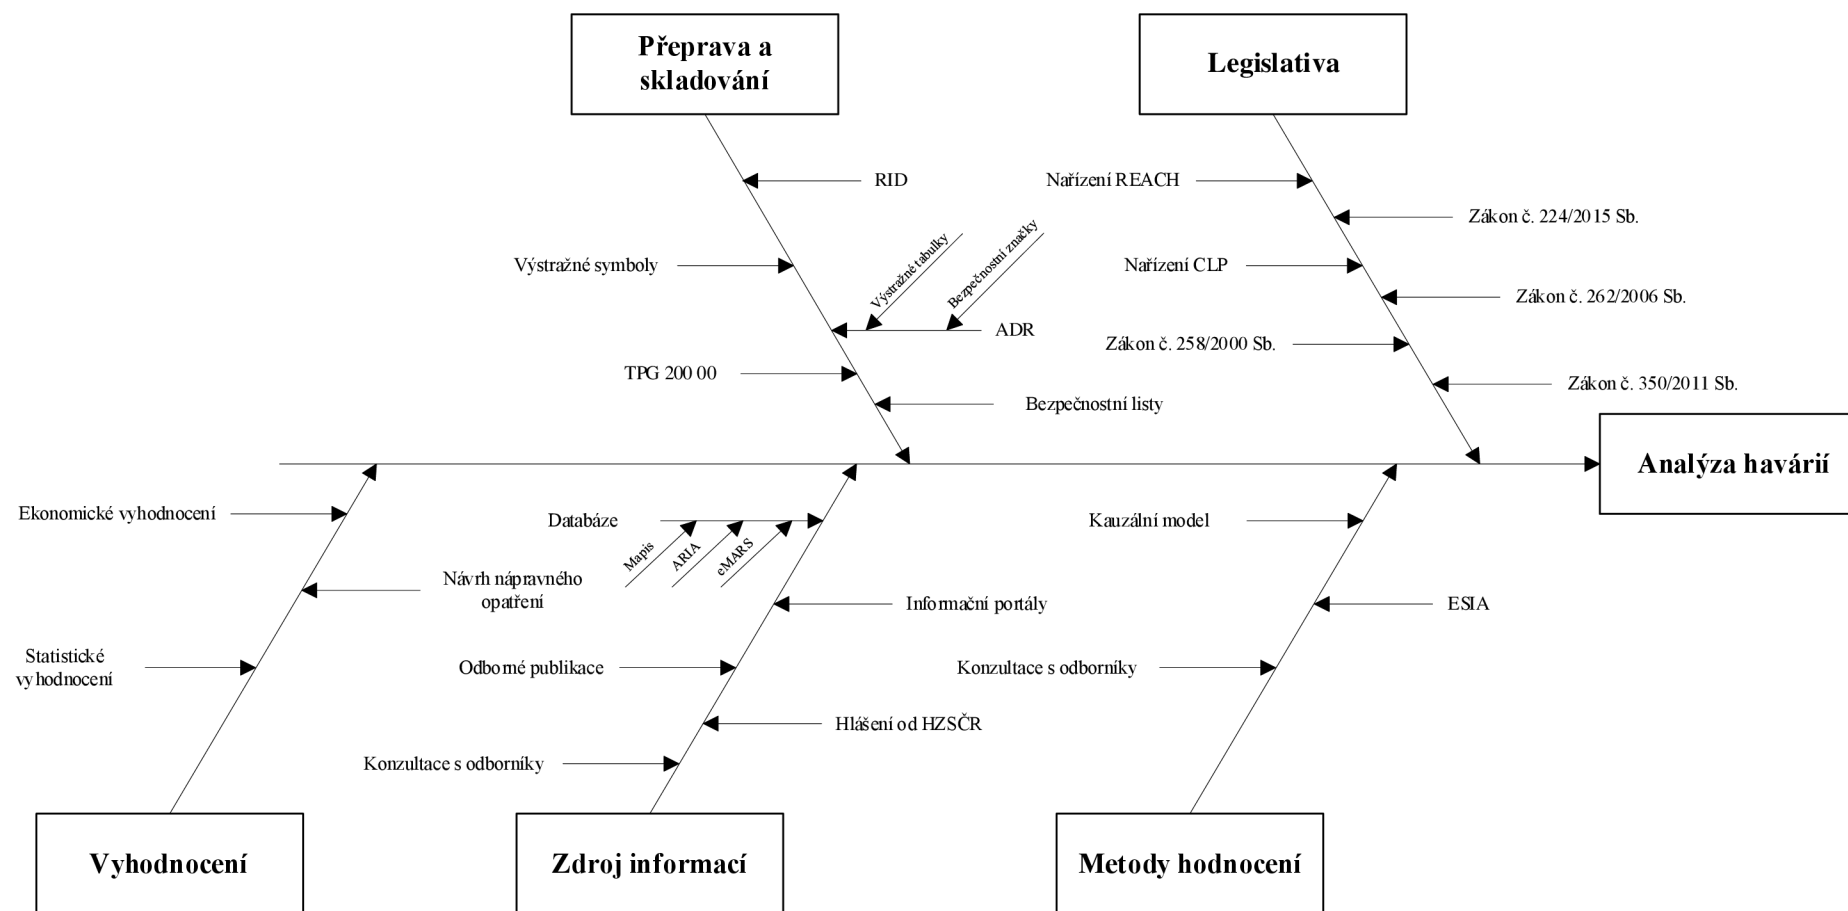 Přeprava a
skladování
Legislativa
RID
Nařízení REACH
Zákon č. 224/2015 Sb.
Výstražné symboly
Výstražné tabulky
Bezpečnostní značky
Nařízení CLP
Zákon č. 262/2006 Sb.
ADR
Zákon č. 258/2000 Sb.
TPG 200 00
Zákon č. 350/2011 Sb.
Bezpečnostní listy
Analýza havárií
Ekonomické vyhodnocení
Databáze
Mapis
ARIA
eMARS
Kauzální model
Návrh nápravného
opatření
Informační portály
ESIA
Statistické
vyhodnocení
Odborné publikace
Konzultace s odborníky
Hlášení od HZSČR
Konzultace s odborníky
Vyhodnocení
Zdroj informací
Metody hodnocení